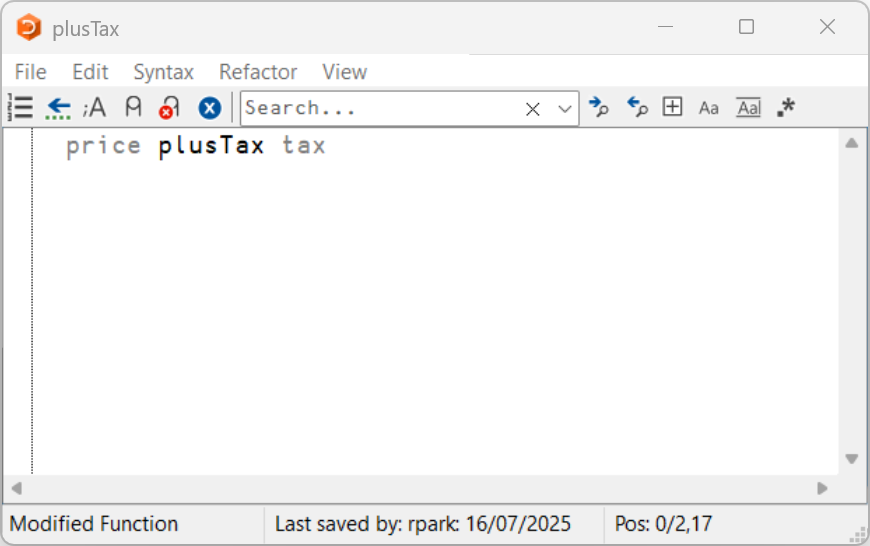 plusTax
File Edit Syntax Refactor View
Search... Aa Aa
price plusTax tax
Modified Function Last saved by: rpark: 16/07/2025 Pos: 0/2,17